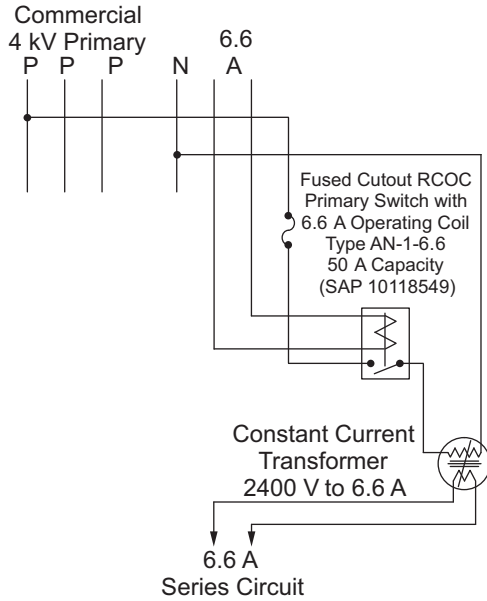 Commercial
4 kV Primary
6.6
A
P P P N
Fused Cutout RCOC
Primary Switch with
6.6 A Operating Coil
Type AN-1-6.6
50 A Capacity
(SAP 10118549)
Constant Current
Transformer
2400 V to 6.6 A
6.6 A
Series Circuit